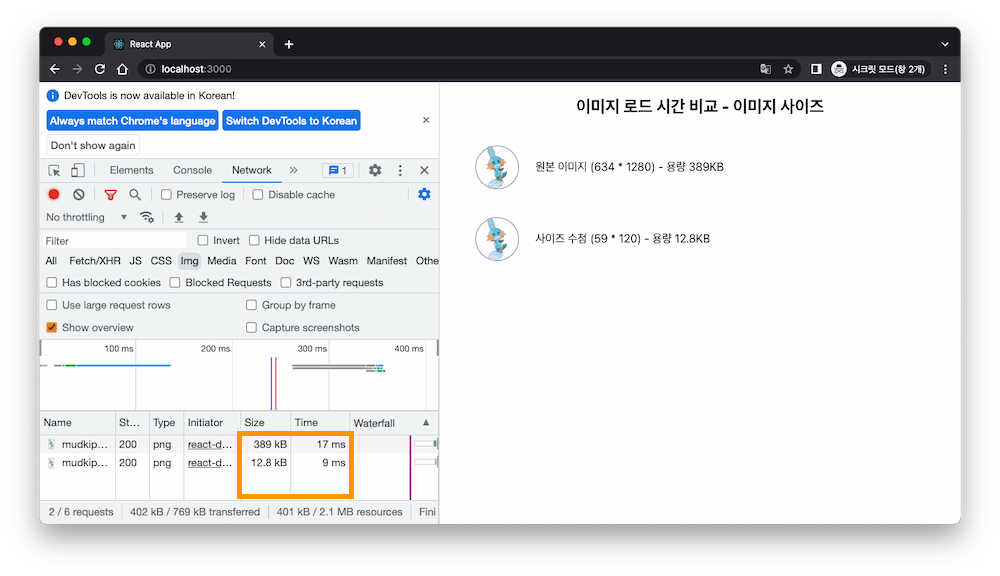 React App
localhost:3000
시크릿 모드(창 2개)
DevTools is now available in Korean!
Always match Chrome's language
Switch DevTools to Korean
Don't show again
Elements Console Network 1
Preserve log Disable cache
No throttling
Filter
Invert Hide data URLs
All Fetch/XHR JS CSS Img Media Font Doc WS Wasm Manifest Othe
Has blocked cookies Blocked Requests 3rd-party requests
Use large request rows Group by frame
Show overview Capture screenshots
100 ms 200 ms 300 ms 400 ms
Name St... Type Initiator Size Time Waterfall
mudkip... 200 png react-d... 389 kB 17 ms
mudkip... 200 png react-d... 12.8 kB 9 ms
2 / 6 requests 402 kB / 769 kB transferred 401 kB / 2.1 MB resources Fini
이미지 로드 시간 비교 - 이미지 사이즈
원본 이미지 (634 * 1280) - 용량 389KB
사이즈 수정 (59 * 120) - 용량 12.8KB